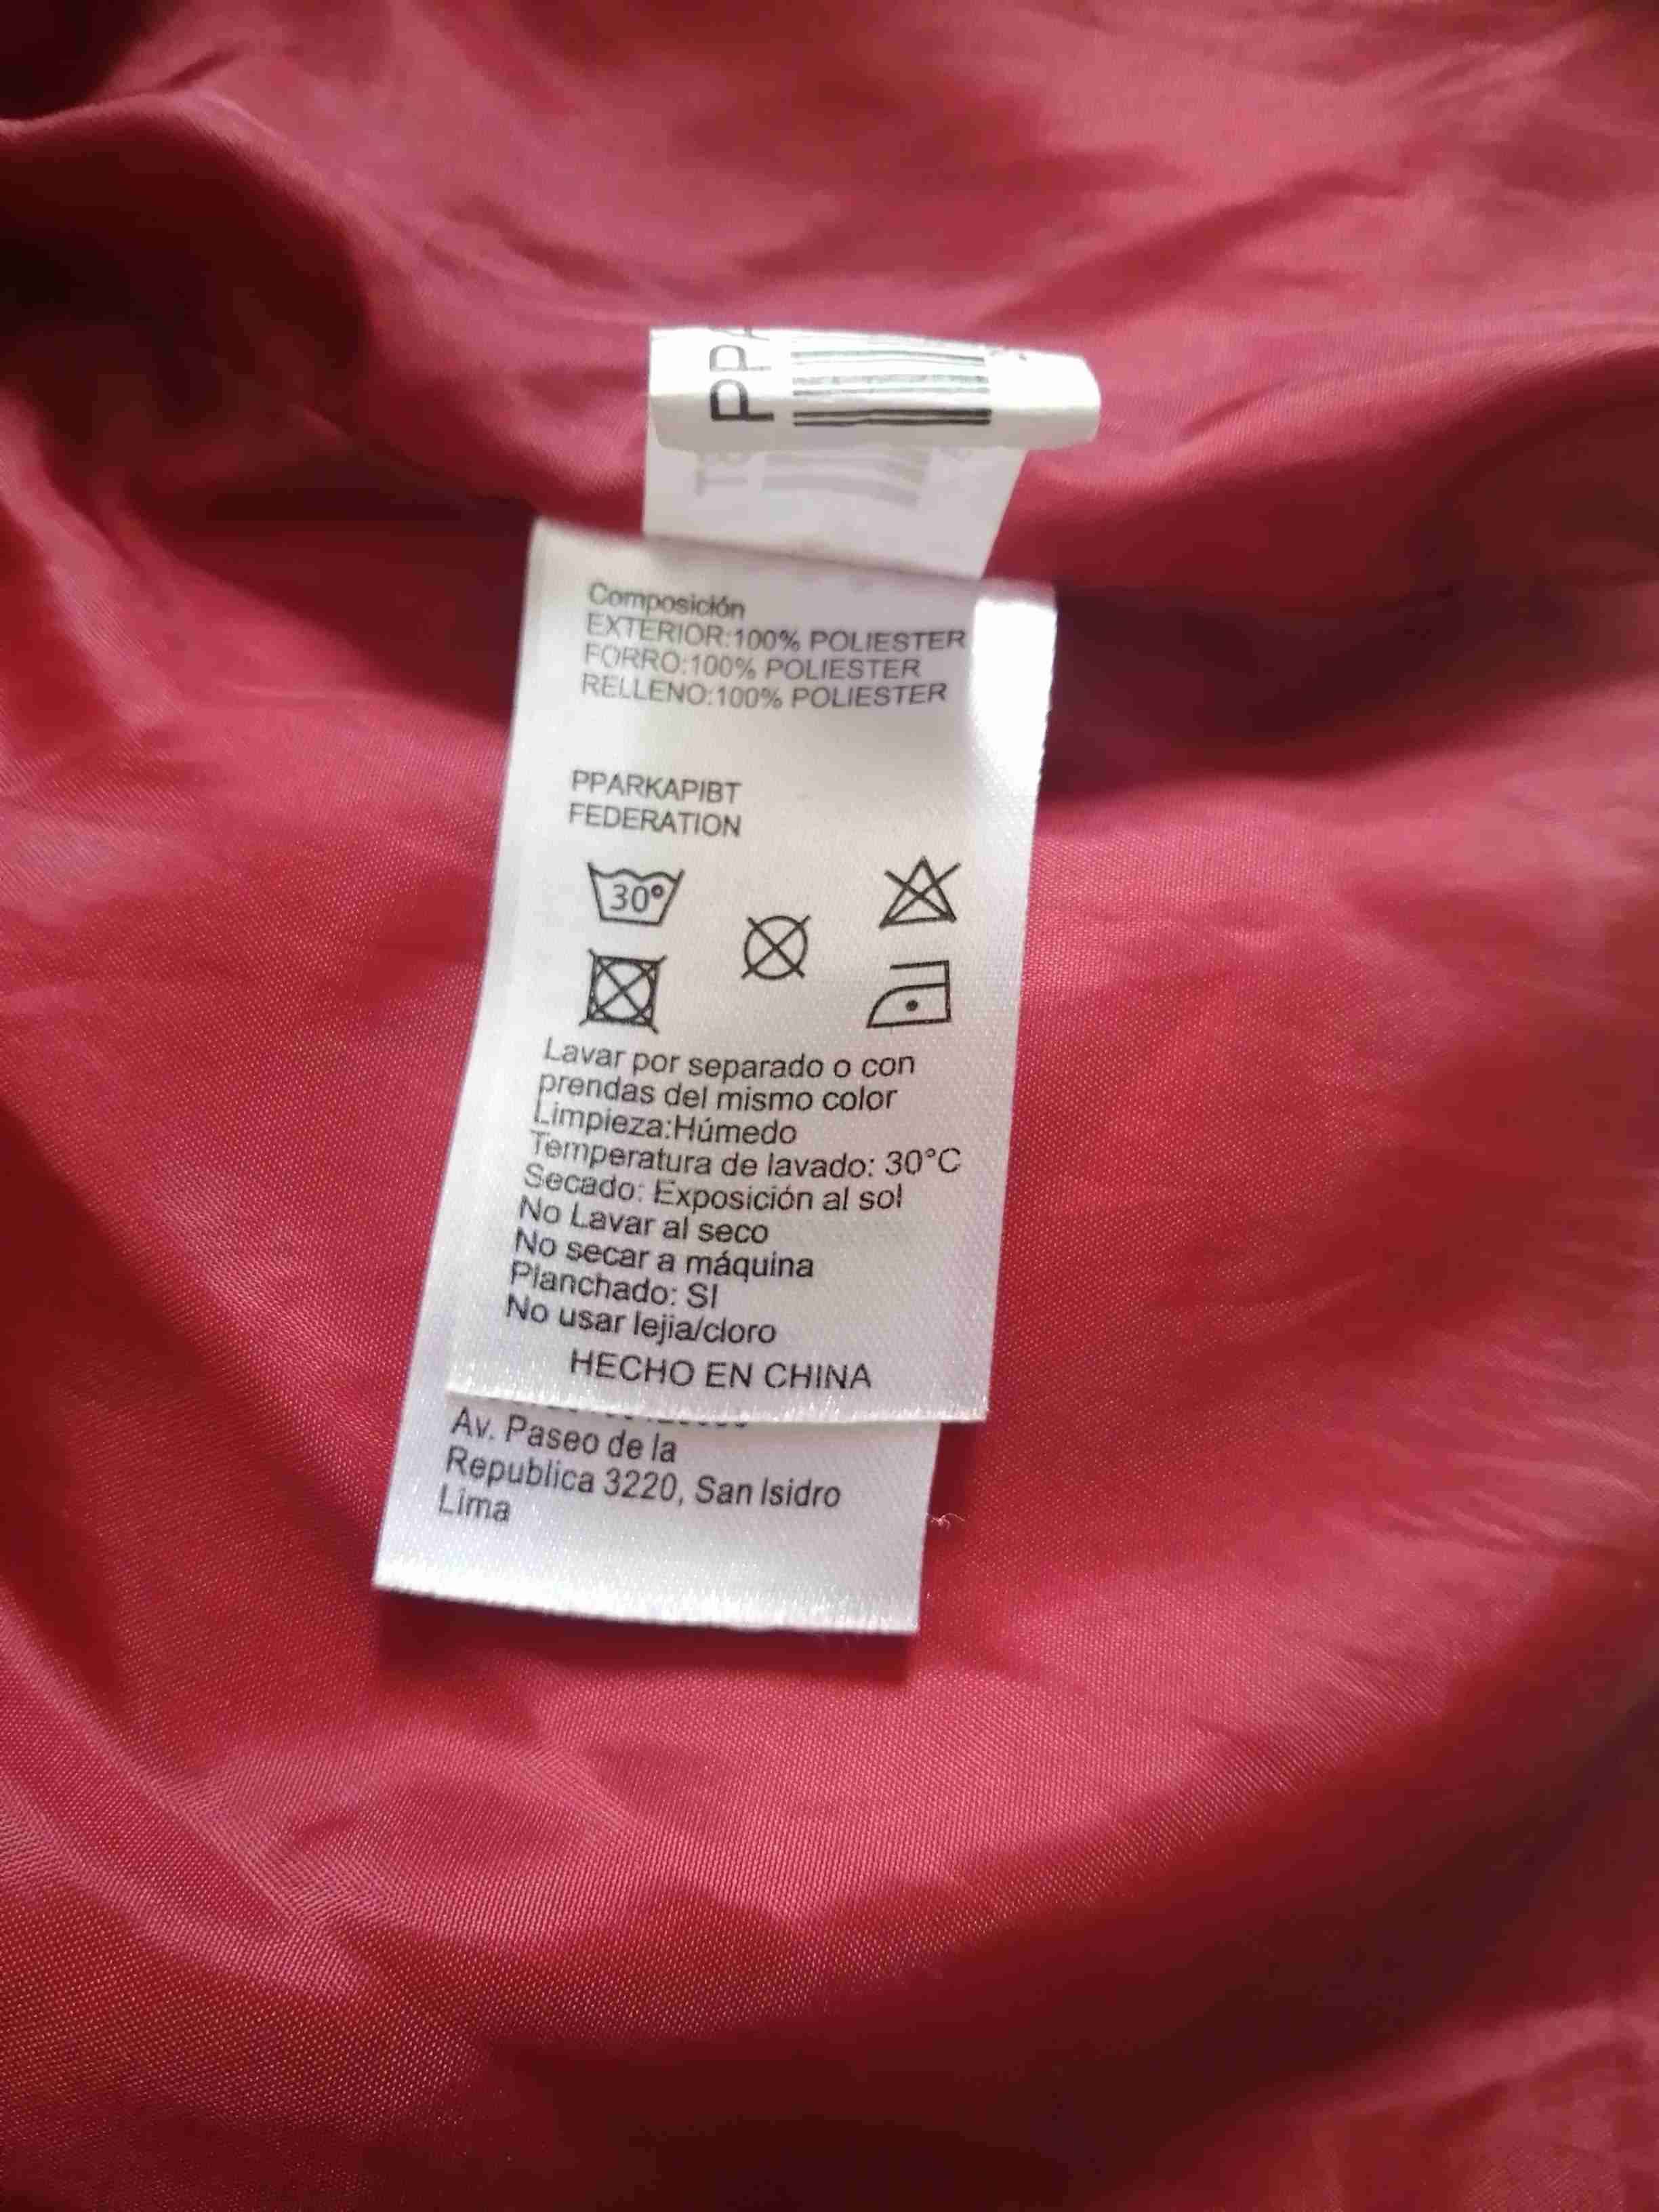 PPA
Composición
EXTERIOR:100% POLIESTER
FORRO:100% POLIESTER
RELLENO:100% POLIESTER
PPARKAPIBT
FEDERATION
30°
Lavar por separado o con
prendas del mismo color
Limpieza:Húmedo
Temperatura de lavado: 30°C
Secado: Exposición al sol
No Lavar al seco
No secar a máquina
Planchado: SI
No usar lejia/cloro
HECHO EN CHINA
Av. Paseo de la
Republica 3220, San Isidro
Lima